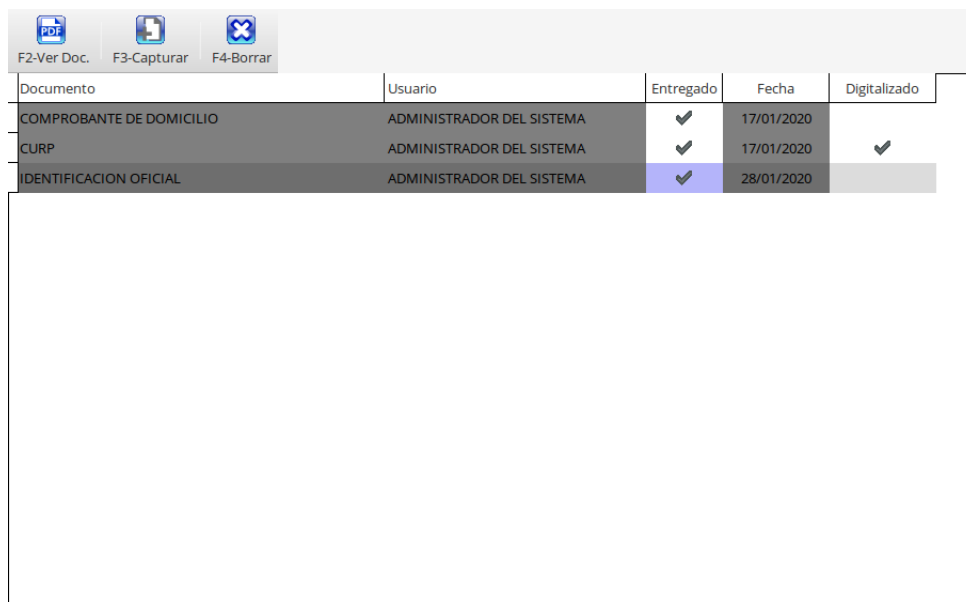 PDF
F2-Ver Doc. F3-Capturar F4-Borrar
Documento Usuario Entregado Fecha Digitalizado
COMPROBANTE DE DOMICILIO ADMINISTRADOR DEL SISTEMA ✔ 17/01/2020
CURP ADMINISTRADOR DEL SISTEMA ✔ 17/01/2020 ✔
IDENTIFICACION OFICIAL ADMINISTRADOR DEL SISTEMA ✔ 28/01/2020